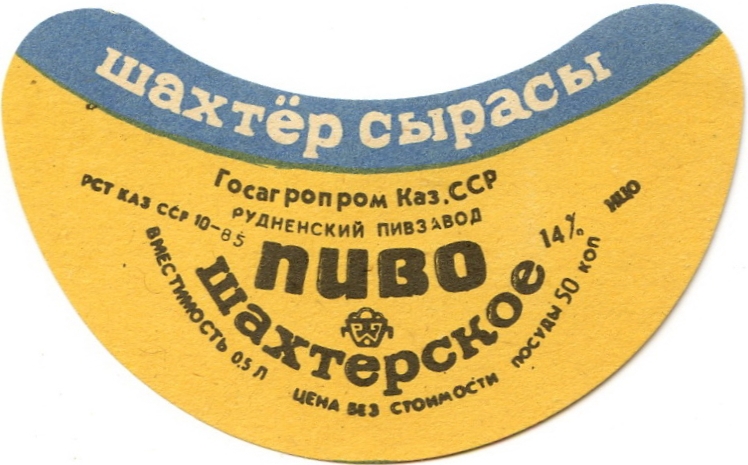 шахтёр сырасы
Госагропром Каз.ССР
РУДНЕНСКИЙ ПИВЗАВОД
РСТ КАЗ ССР 10-85
пиво
14%
шахтерское
ВМЕСТИМОСТЬ 0.5 Л
ЦЕНА БЕЗ СТОИМОСТИ ПОСУДЫ 50 КОП